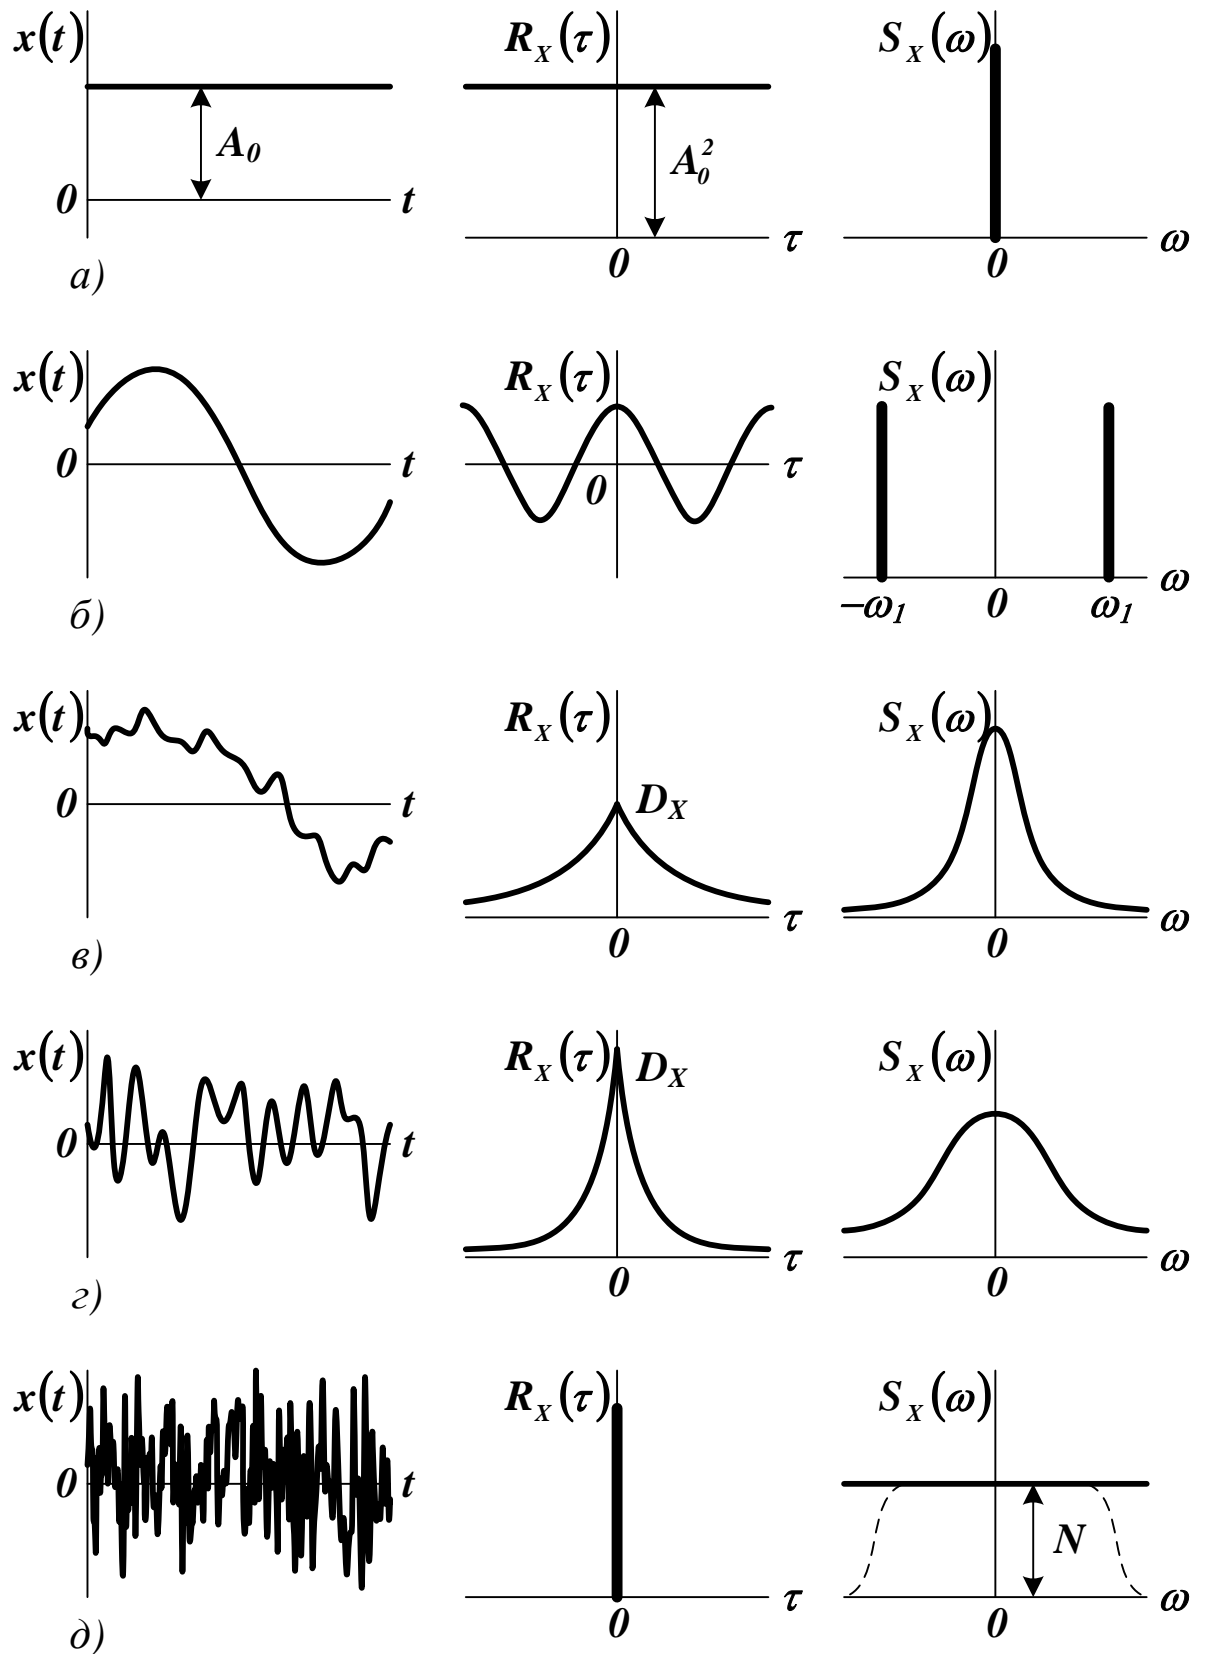 x(t) R_X(τ) S_X(ω)
A_0 A_0^2
0 t τ ω
0 0
а)
x(t) R_X(τ) S_X(ω)
0 t 0 τ
ω
−ω_1 0 ω_1
б)
x(t) R_X(τ) S_X(ω)
0 t D_X
τ ω
0 0
в)
x(t) R_X(τ) D_X S_X(ω)
0 t
τ ω
0 0
г)
x(t) R_X(τ) S_X(ω)
0 t
N
τ ω
0 0
д)